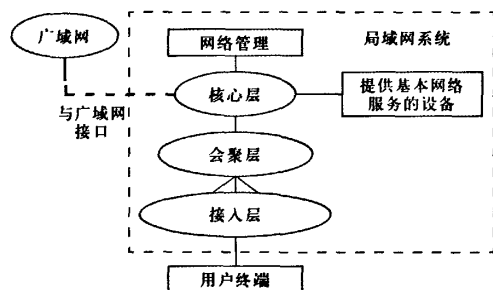 广域网
网络管理
局域网系统
核心层
提供基本网络
服务的设备
与广域网
接口
会聚层
接入层
用户终端